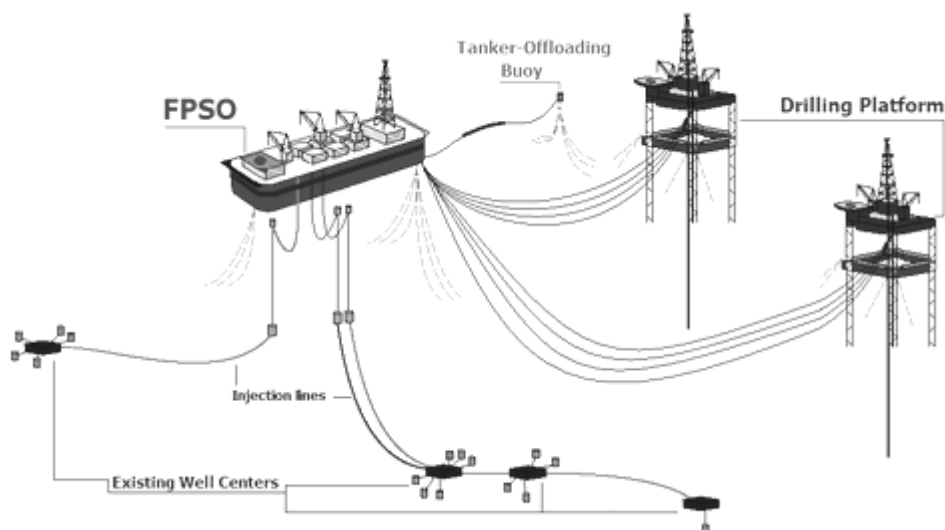 Tanker-Offloading
Buoy
FPSO
Drilling Platform
Injection lines
Existing Well Centers